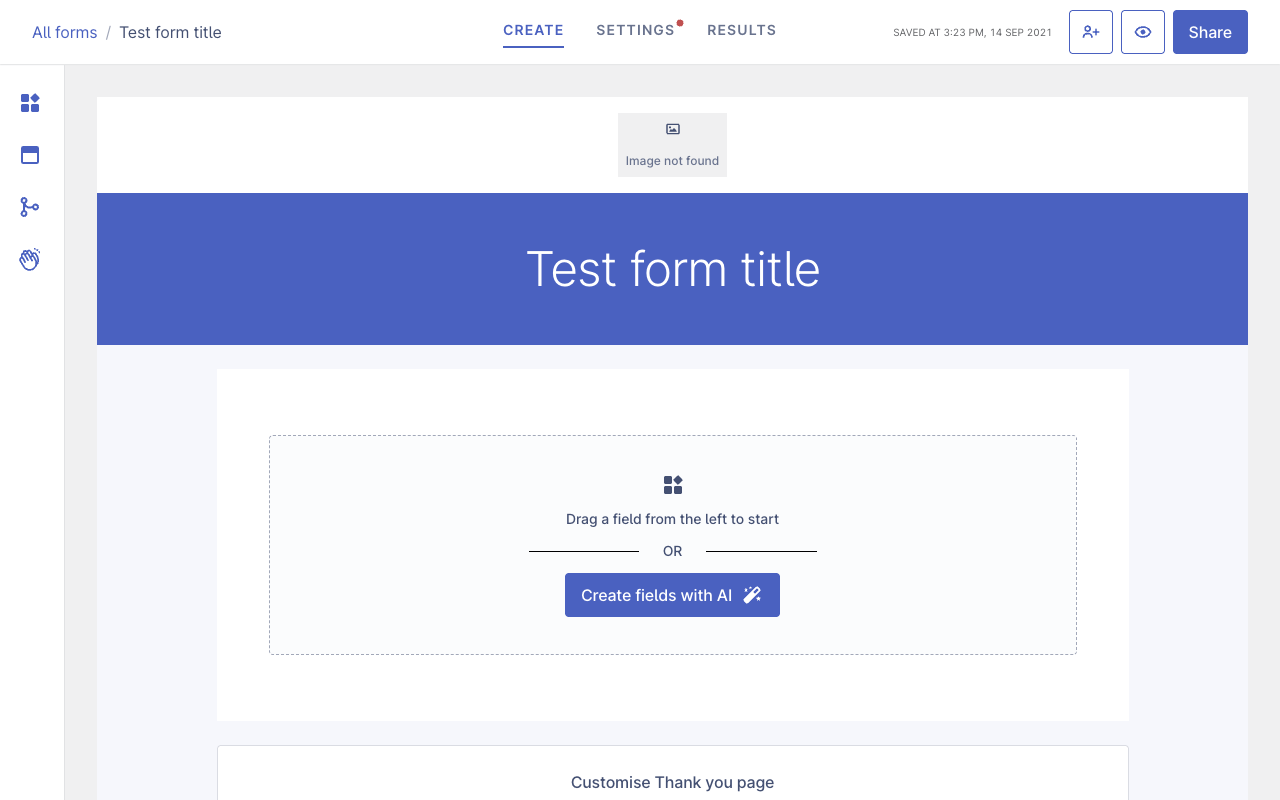 All forms / Test form title
CREATE
SETTINGS
RESULTS
SAVED AT 3:23 PM, 14 SEP 2021
Share
Image not found
Test form title
Drag a field from the left to start
OR
Create fields with AI
Customise Thank you page